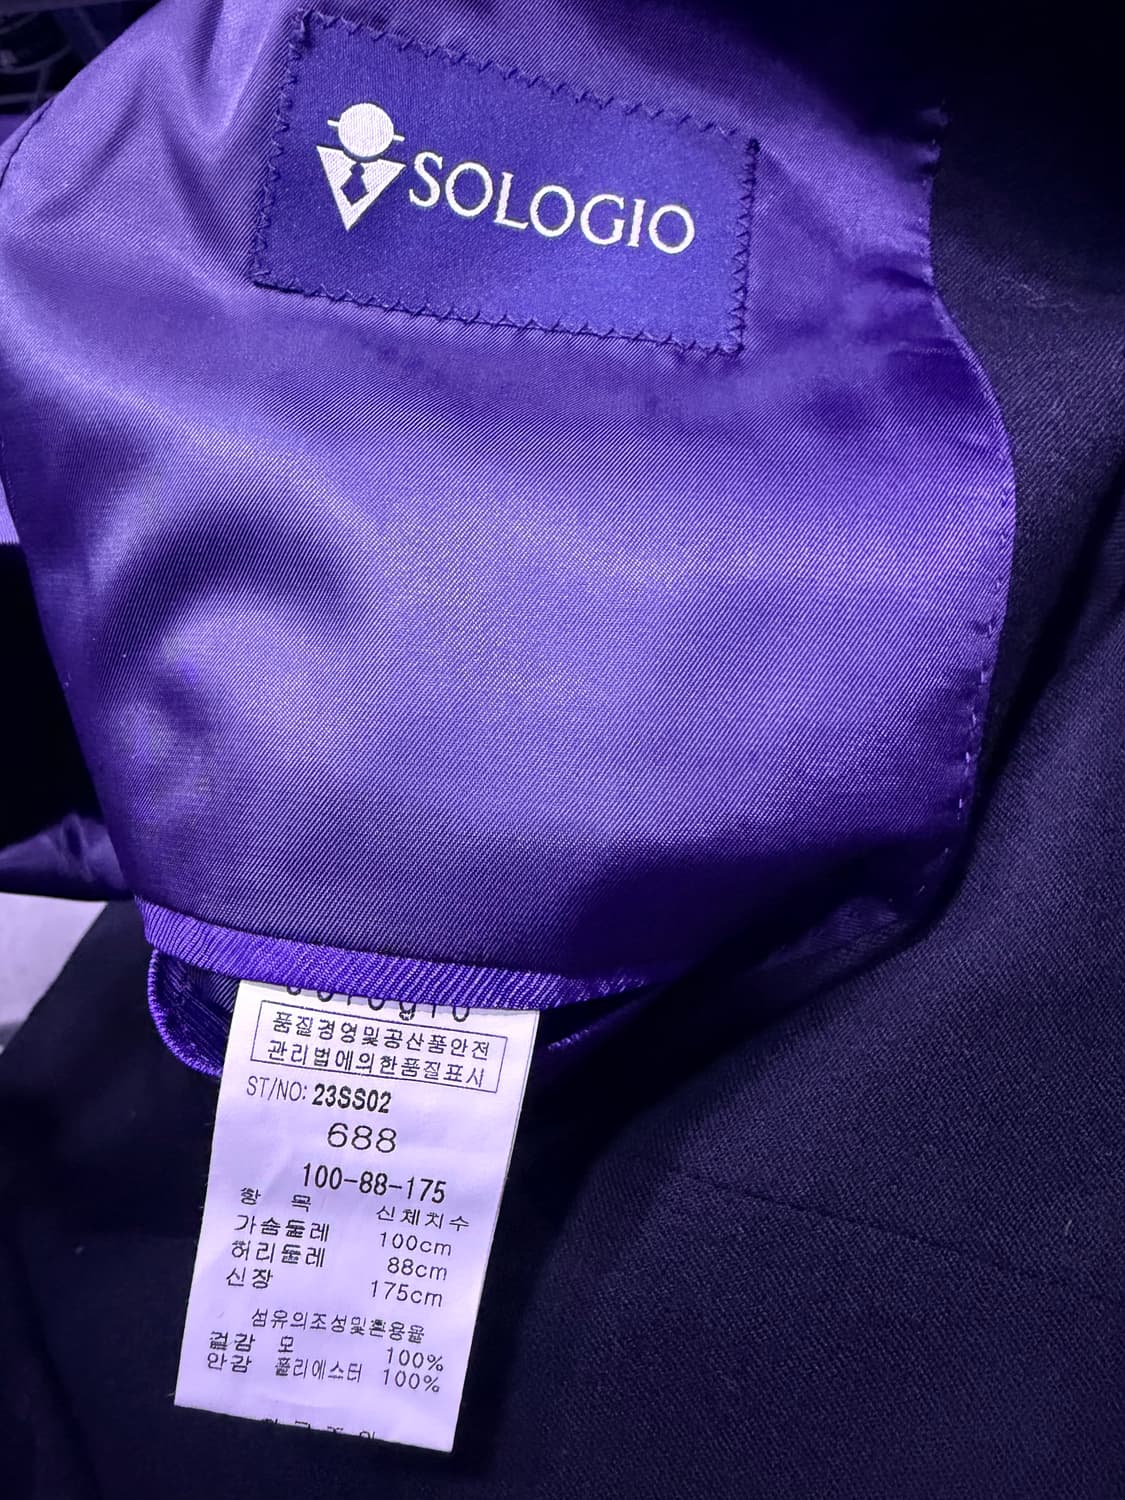 SOLOGIO
sologio
품질경영및공산품안전
관리법에의한품질표시
ST/NO: 23SS02
688
100-88-175
항 목 신체치수
가슴둘레 100cm
허리둘레 88cm
신장 175cm
섬유의조성및혼용율
겉감 모 100%
안감 폴리에스터 100%